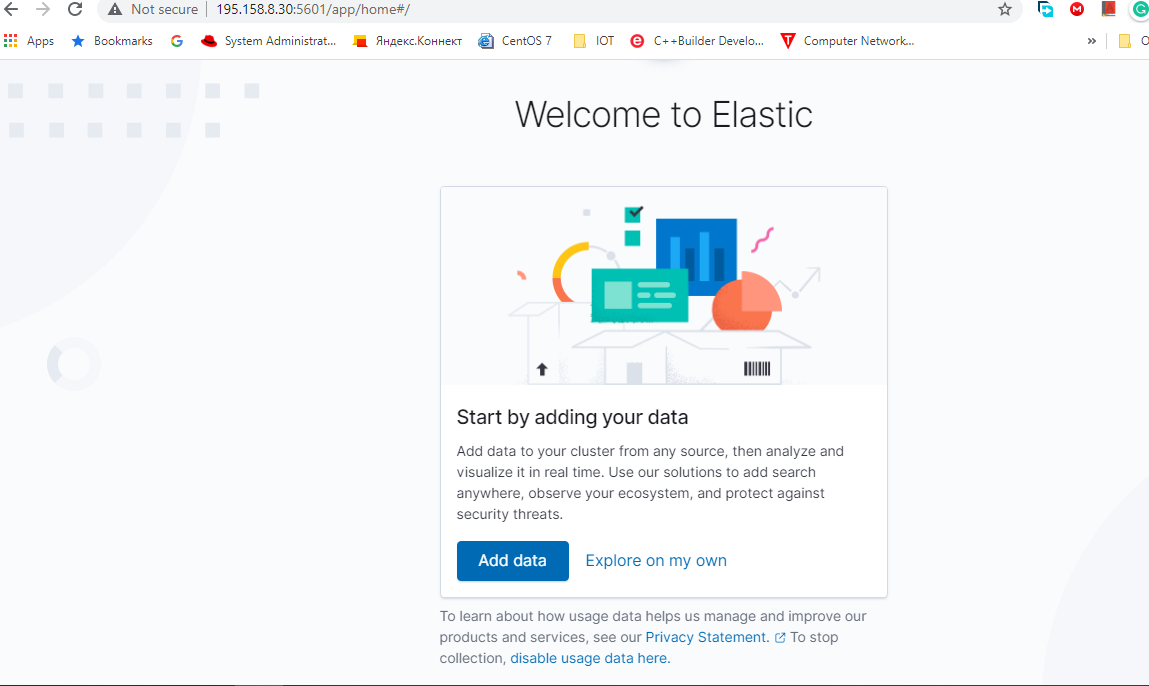 Not secure 195.158.8.30:5601/app/home#/
Apps Bookmarks System Administrat... Яндекс.Коннект CentOS 7 IOT C++Builder Develo... Computer Network... »
Welcome to Elastic
Start by adding your data
Add data to your cluster from any source, then analyze and
visualize it in real time. Use our solutions to add search
anywhere, observe your ecosystem, and protect against
security threats.
Add data Explore on my own
To learn about how usage data helps us manage and improve our
products and services, see our Privacy Statement. To stop
collection, disable usage data here.